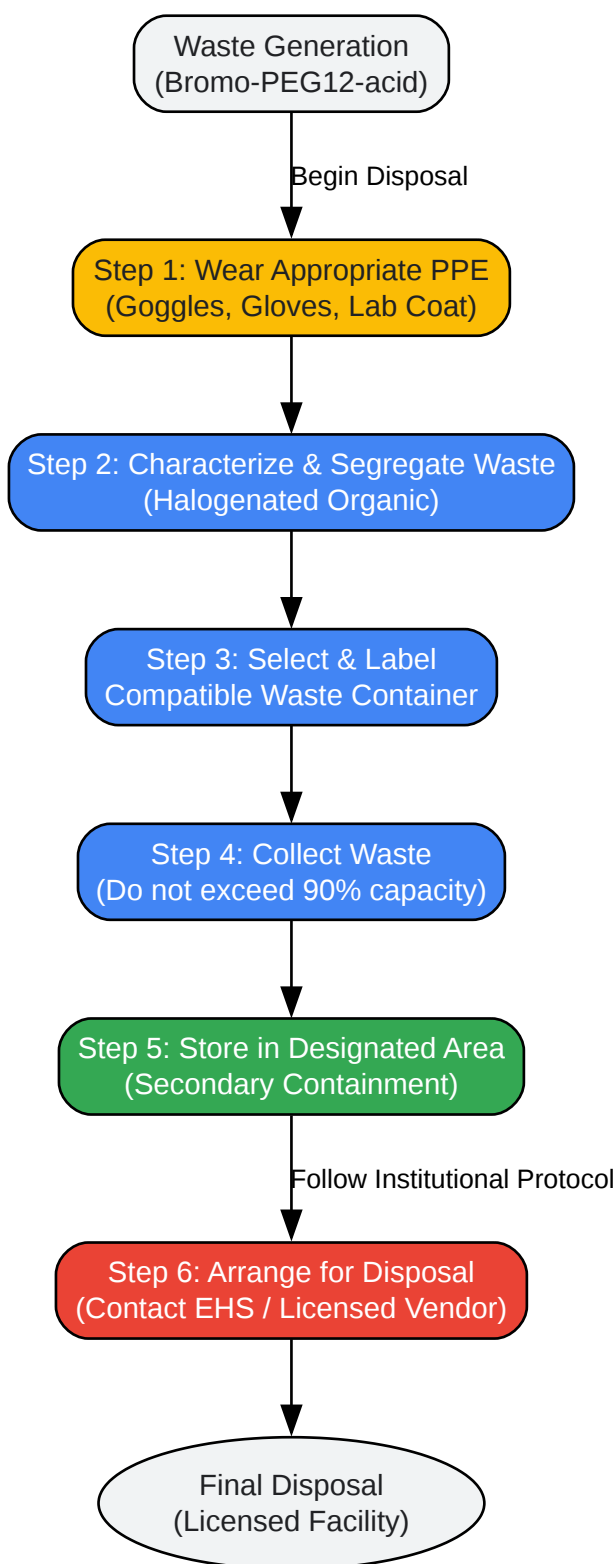 Waste Generation
(Bromo-PEG12-acid)
Begin Disposal
Step 1: Wear Appropriate PPE
(Goggles, Gloves, Lab Coat)
Step 2: Characterize & Segregate Waste
(Halogenated Organic)
Step 3: Select & Label
Compatible Waste Container
Step 4: Collect Waste
(Do not exceed 90% capacity)
Step 5: Store in Designated Area
(Secondary Containment)
Follow Institutional Protocol
Step 6: Arrange for Disposal
(Contact EHS / Licensed Vendor)
Final Disposal
(Licensed Facility)